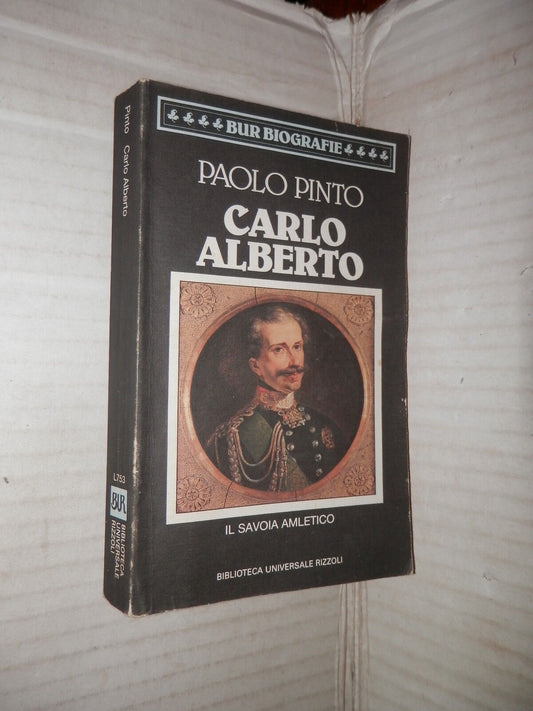 BUR BIOGRAFIE
PAOLO PINTO
CARLO
ALBERTO
IL SAVOIA AMLETICO
BIBLIOTECA UNIVERSALE RIZZOLI
Pinto Carlo Alberto
L753
BUR
BIBLIOTECA
UNIVERSALE
RIZZOLI